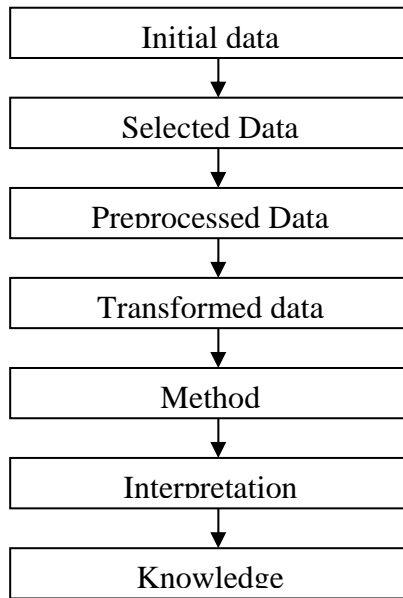 Initial data
Selected Data
Preprocessed Data
Transformed data
Method
Interpretation
Knowledge